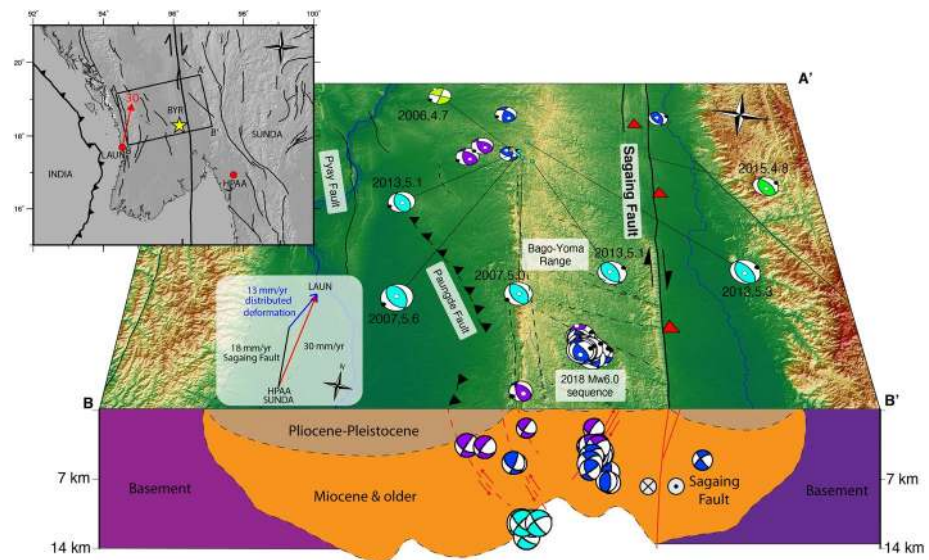 94°
96°
98°
100°
20°
18°
16°
30
A'
BYR
B'
LAUN
B
SUNDA
INDIA
HPAA
A'
2006,4.7
Pyay Fault
Sagaing Fault
2015,4.8
2013,5.1
Bago-Yoma
Range
2013,5.1
Paungde Fault
2007,5.0
2013,5.3
2007,5.6
LAUN
13 mm/yr
distributed
deformation
18 mm/yr
Sagaing Fault
30 mm/yr
N
HPAA
SUNDA
2018 Mw6.0
sequence
B
B'
Pliocene-Pleistocene
7 km
Basement
Miocene & older
Sagaing
Fault
Basement
7 km
14 km
14 km